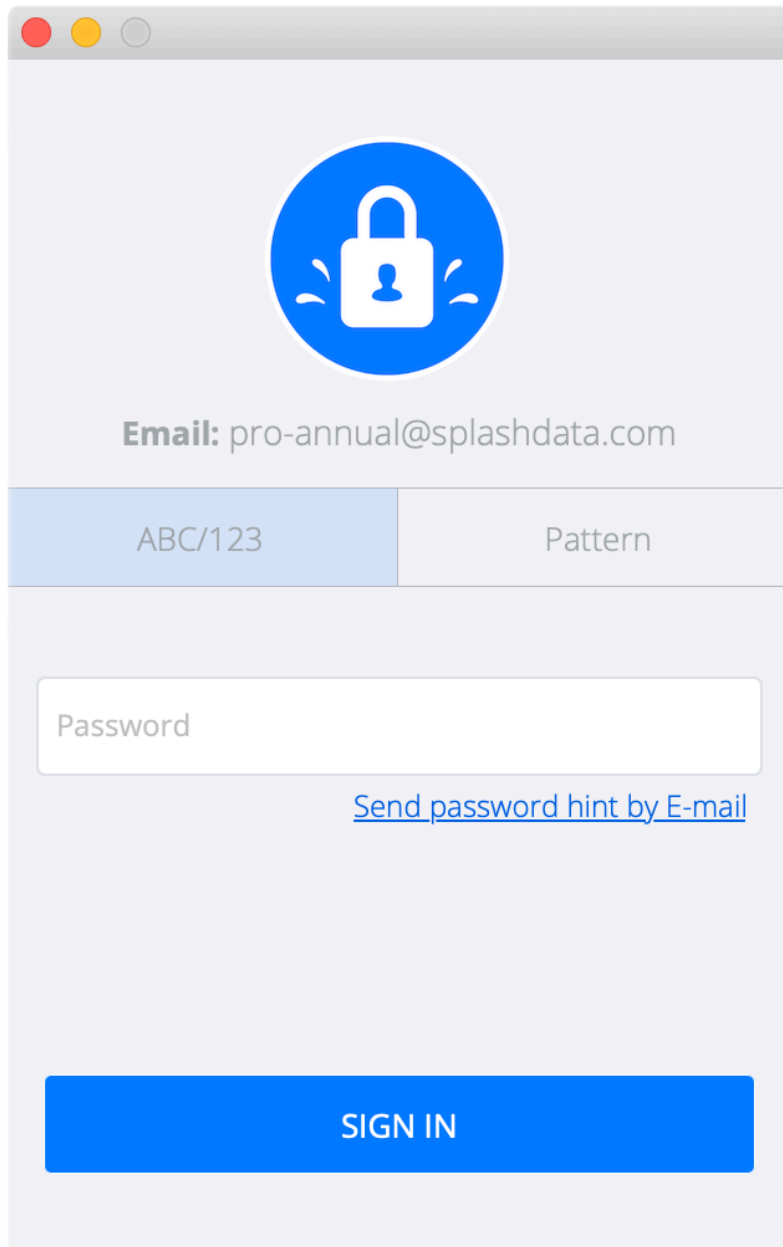 Email: pro-annual@splashdata.com
ABC/123 Pattern
Password
Send password hint by E-mail
SIGN IN